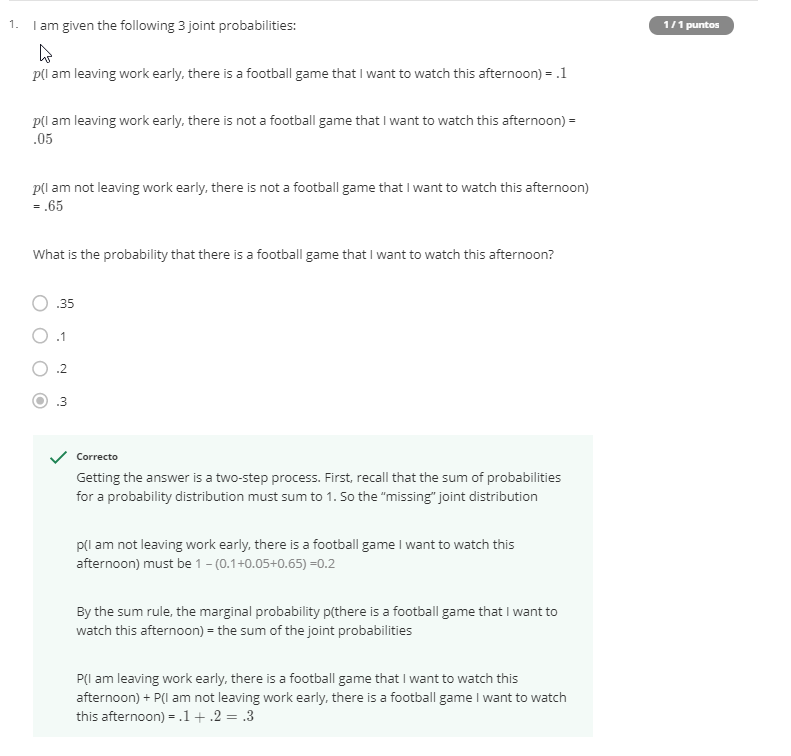 1. I am given the following 3 joint probabilities:
1 / 1 puntos
p(I am leaving work early, there is a football game that I want to watch this afternoon) = .1
p(I am leaving work early, there is not a football game that I want to watch this afternoon) =
.05
p(I am not leaving work early, there is not a football game that I want to watch this afternoon)
= .65
What is the probability that there is a football game that I want to watch this afternoon?
.35
.1
.2
.3
Correcto
Getting the answer is a two-step process. First, recall that the sum of probabilities
for a probability distribution must sum to 1. So the “missing” joint distribution
p(I am not leaving work early, there is a football game I want to watch this
afternoon) must be 1 – (0.1+0.05+0.65) =0.2
By the sum rule, the marginal probability p(there is a football game that I want to
watch this afternoon) = the sum of the joint probabilities
P(I am leaving work early, there is a football game that I want to watch this
afternoon) + P(I am not leaving work early, there is a football game I want to watch
this afternoon) = .1 + .2 = .3